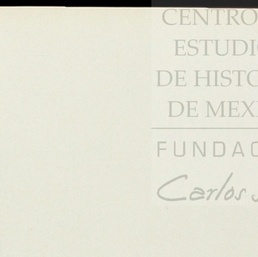 CENTRO
ESTUDI
DE HISTO
DE MEX
FUNDAC
Carlos